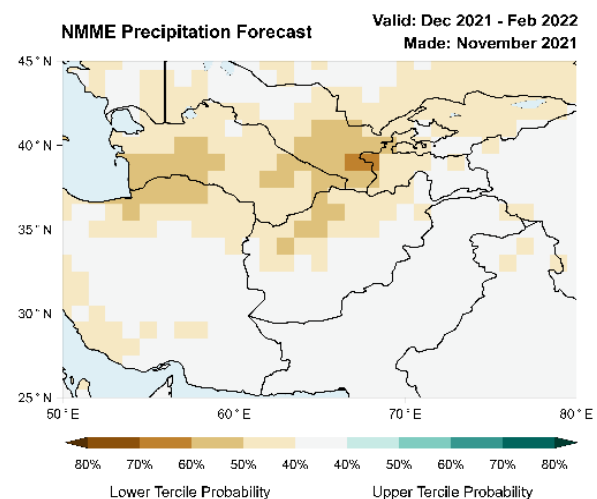 NMME Precipitation Forecast
Valid: Dec 2021 - Feb 2022
Made: November 2021
45°N
40°N
35°N
30°N
25°N
50°E 60°E 70°E 80°E
80% 70% 60% 50% 40% 40% 50% 60% 70% 80%
Lower Tercile Probability Upper Tercile Probability